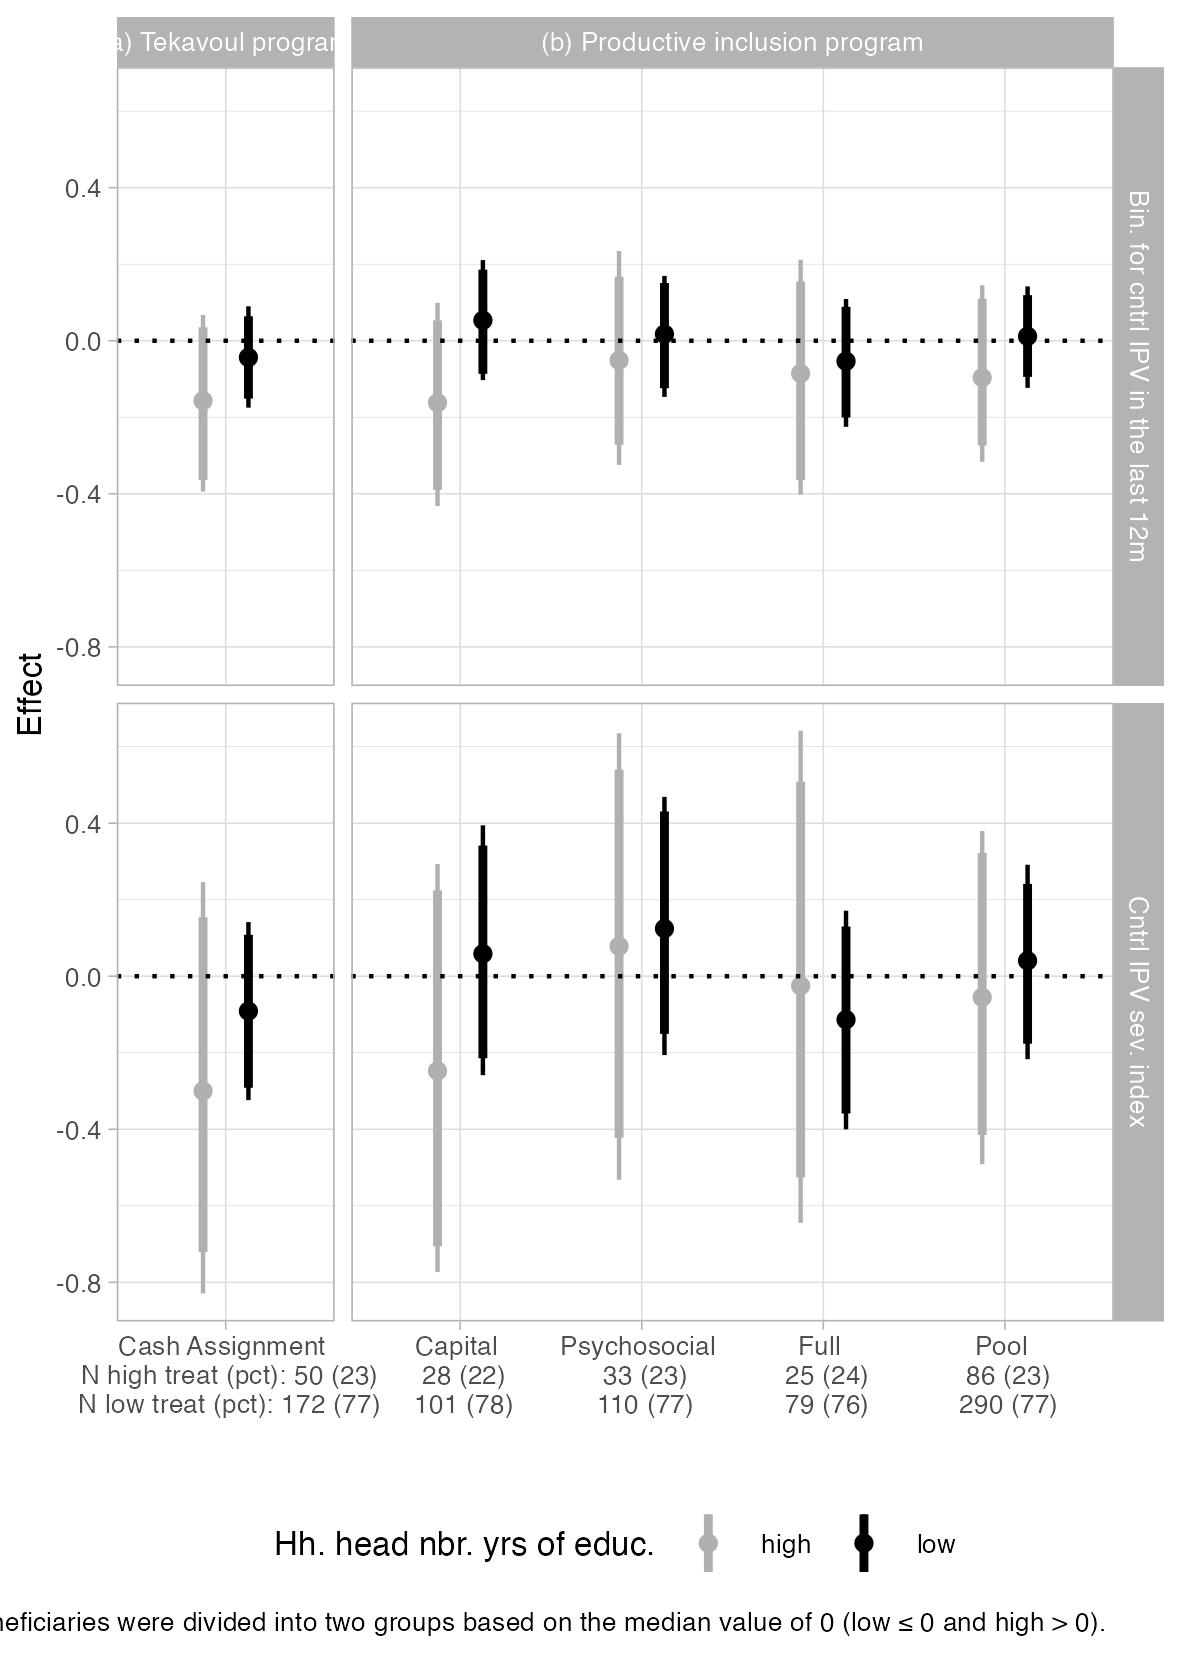 a) Tekavoul program
(b) Productive inclusion program
Bin. for cntrl IPV in the last 12m
0.4
0.0
-0.4
-0.8
Effect
Cntrl IPV sev. index
0.4
0.0
-0.4
-0.8
Cash Assignment Capital Psychosocial Full Pool
N high treat (pct): 50 (23) 28 (22) 33 (23) 25 (24) 86 (23)
N low treat (pct): 172 (77) 101 (78) 110 (77) 79 (76) 290 (77)
Hh. head nbr. yrs of educ. high low
neficiaries were divided into two groups based on the median value of 0 (low ≤ 0 and high > 0).